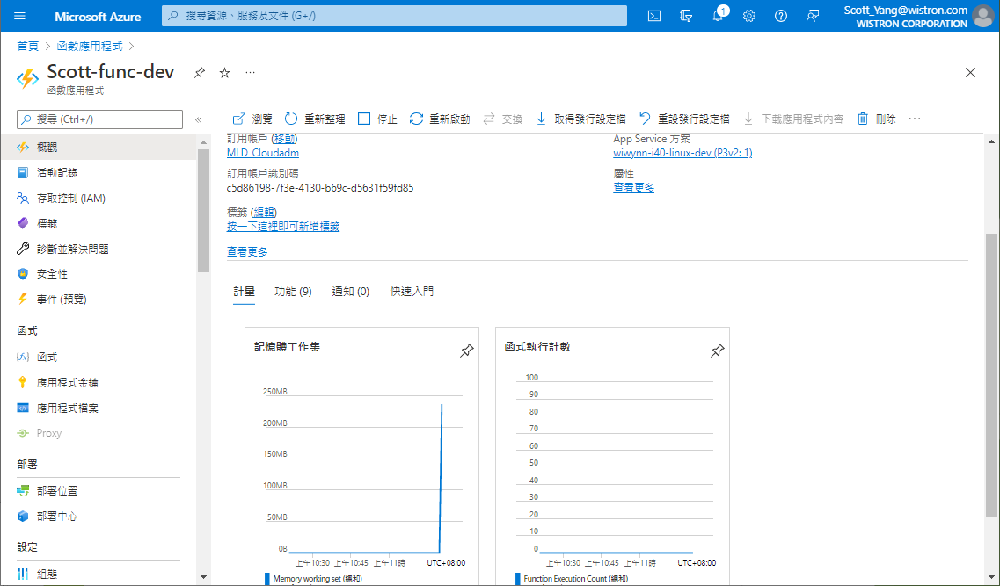 Microsoft Azure
搜尋資源、服務及文件 (G+/)
1
Scott_Yang@wistron.com
WISTRON CORPORATION
首頁 > 函數應用程式 >
Scott-func-dev
函數應用程式
搜尋 (Ctrl+/)
«
瀏覽 重新整理 停止 重新啟動 交換 取得發行設定檔 重設發行設定檔 下載應用程式內容 刪除 ...
概觀
活動記錄
存取控制 (IAM)
標籤
診斷並解決問題
安全性
事件 (預覽)
函式
函式
應用程式金鑰
應用程式檔案
Proxy
部署
部署位置
部署中心
設定
組態
訂用帳戶 (移動)
MLD Cloudadm
訂用帳戶識別碼
c5d86198-7f3e-4130-b69c-d5631f59fd85
標籤 (編輯)
按一下這裡即可新增標籤
查看更多
App Service 方案
wiwynn-i40-linux-dev (P3v2: 1)
屬性
查看更多
計量 功能 (9) 通知 (0) 快速入門
記憶體工作集
250MB
200MB
150MB
100MB
50MB
0B
上午10:30 上午10:45 上午11時 UTC+08:00
Memory working set (總和)
函式執行計數
100
90
80
70
60
50
40
30
20
10
0
上午10:30 上午10:45 上午11時 UTC+08:00
Function Execution Count (總和)